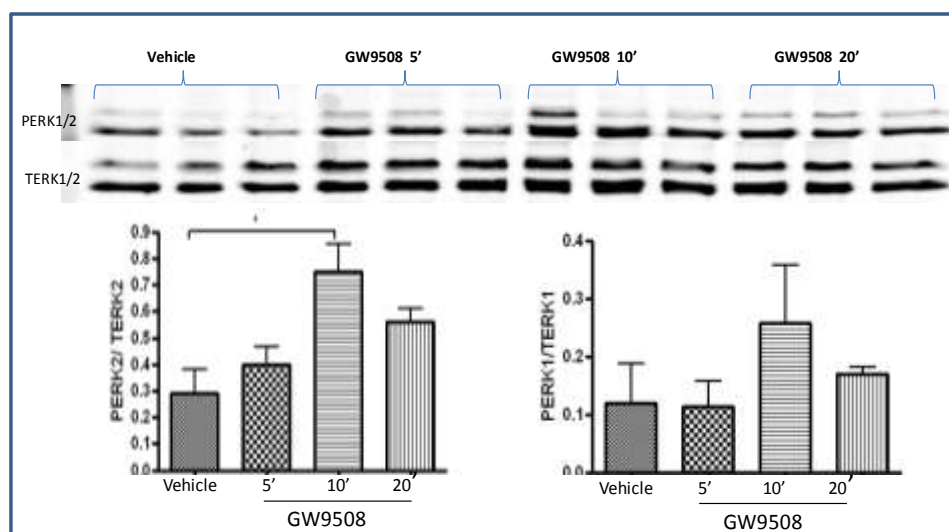 Vehicle GW9508 5’ GW9508 10’ GW9508 20’
PERK1/2
TERK1/2
PERK2/ TERK2
0.9
0.8
0.7
0.6
0.5
0.4
0.3
0.2
0.1
0.0
Vehicle 5’ 10’ 20’
GW9508
PERK1/TERK1
0.4
0.3
0.2
0.1
0.0
Vehicle 5’ 10’ 20’
GW9508